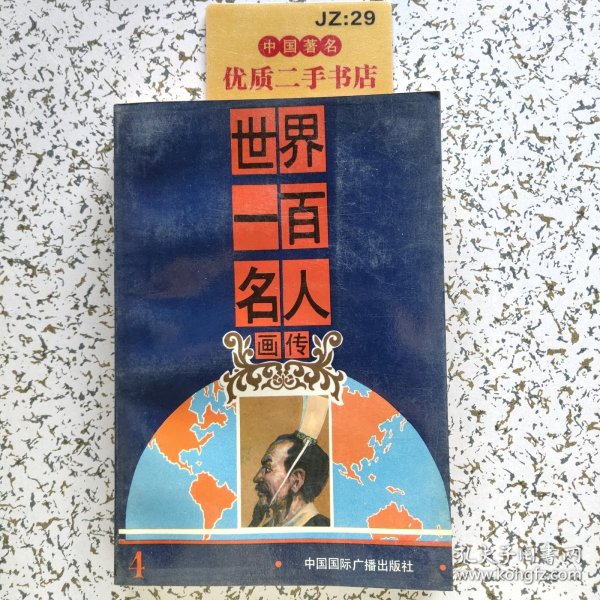 JZ:29
中国著名
优质二手书店
世界
一百
名人
画传
4
· 中国国际广播出版社 ·
孔夫子旧书网
www.kongfz.com